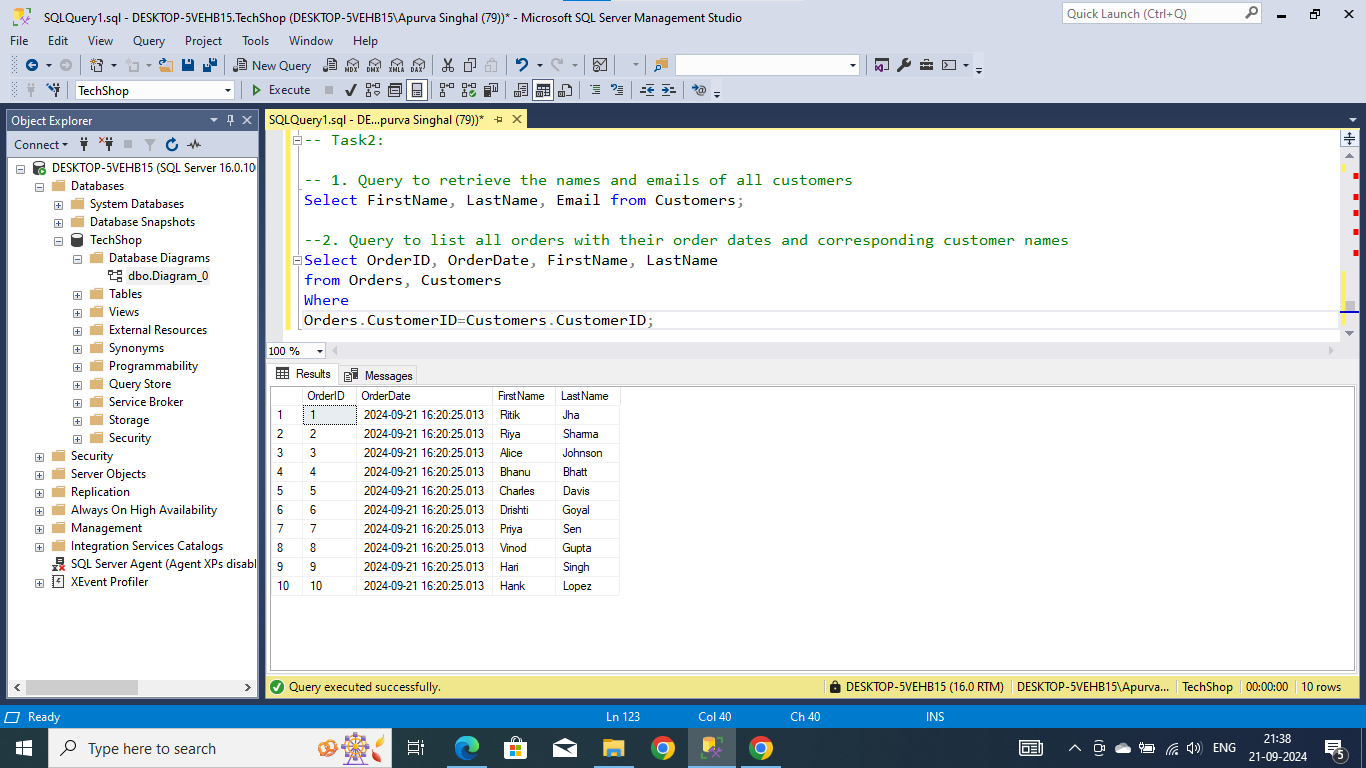 SQLQuery1.sql - DESKTOP-5VEHB15.TechShop (DESKTOP-5VEHB15\Apurva Singhal (79))* - Microsoft SQL Server Management Studio
Quick Launch (Ctrl+Q)
File Edit View Query Project Tools Window Help
New Query
MDX DMX XMLA DAX
TechShop
Execute
Object Explorer
SQLQuery1.sql - DE...purva Singhal (79))*
Connect
DESKTOP-5VEHB15 (SQL Server 16.0.10
Databases
System Databases
Database Snapshots
TechShop
Database Diagrams
dbo.Diagram_0
Tables
Views
External Resources
Synonyms
Programmability
Query Store
Service Broker
Storage
Security
Security
Server Objects
Replication
Always On High Availability
Management
Integration Services Catalogs
SQL Server Agent (Agent XPs disabl
XEvent Profiler
-- Task2:
-- 1. Query to retrieve the names and emails of all customers
Select FirstName, LastName, Email from Customers;
--2. Query to list all orders with their order dates and corresponding customer names
Select OrderID, OrderDate, FirstName, LastName
from Orders, Customers
Where
Orders.CustomerID=Customers.CustomerID;
100 %
Results Messages
OrderID OrderDate FirstName LastName
1 1 2024-09-21 16:20:25.013 Ritik Jha
2 2 2024-09-21 16:20:25.013 Riya Sharma
3 3 2024-09-21 16:20:25.013 Alice Johnson
4 4 2024-09-21 16:20:25.013 Bhanu Bhatt
5 5 2024-09-21 16:20:25.013 Charles Davis
6 6 2024-09-21 16:20:25.013 Drishti Goyal
7 7 2024-09-21 16:20:25.013 Priya Sen
8 8 2024-09-21 16:20:25.013 Vinod Gupta
9 9 2024-09-21 16:20:25.013 Hari Singh
10 10 2024-09-21 16:20:25.013 Hank Lopez
Query executed successfully.
DESKTOP-5VEHB15 (16.0 RTM) DESKTOP-5VEHB15\Apurva... TechShop 00:00:00 10 rows
Ready Ln 123 Col 40 Ch 40 INS
Type here to search
ENG
21:38
21-09-2024
5